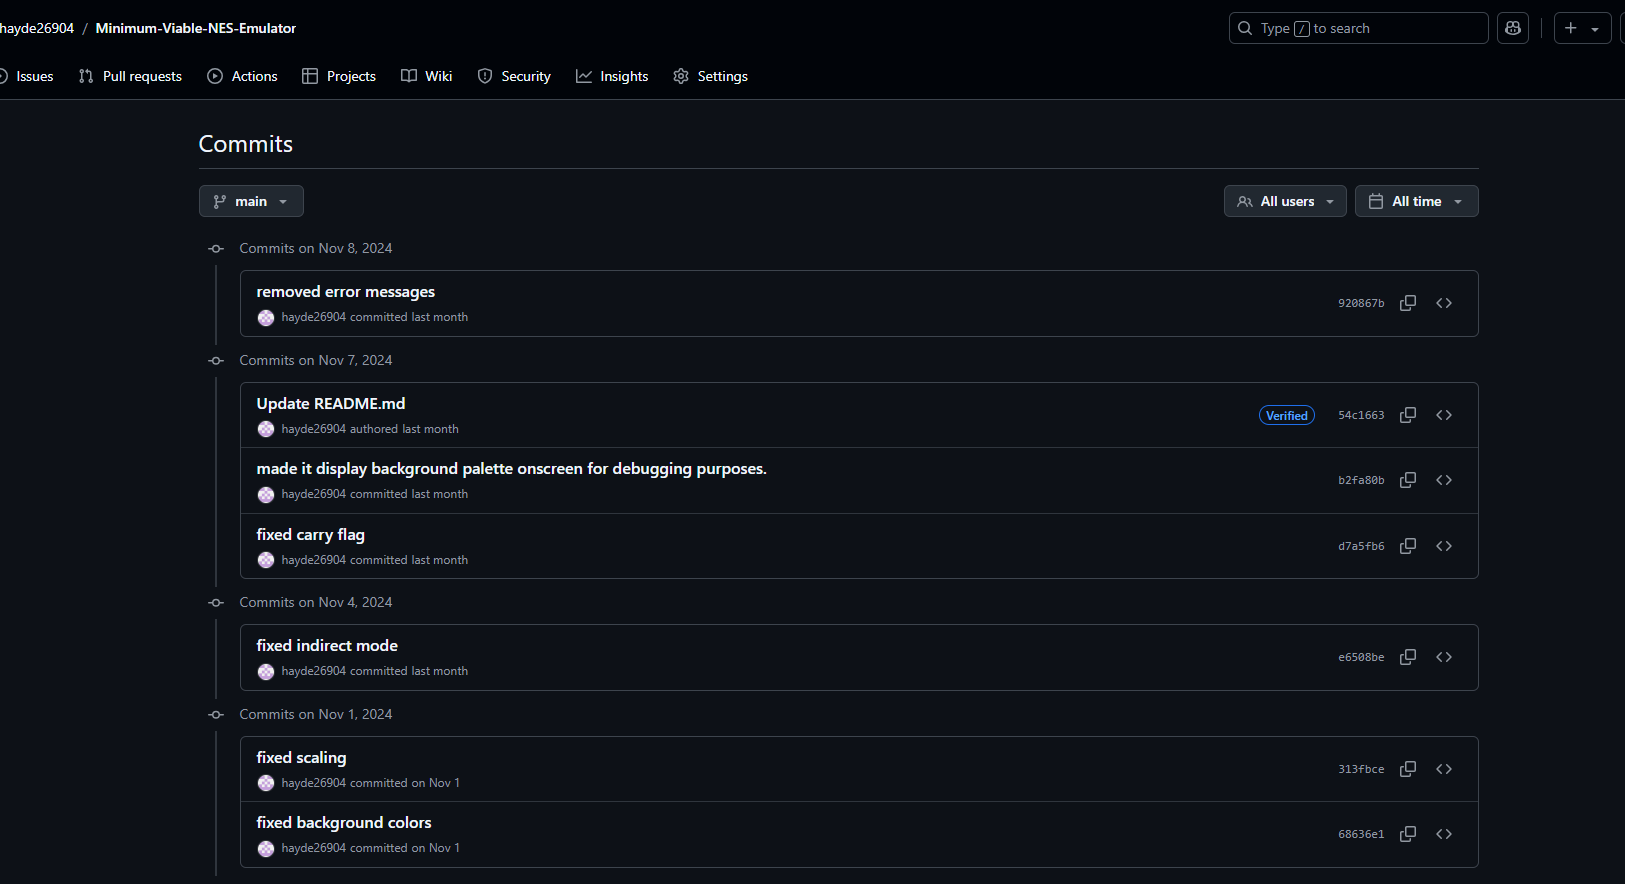 hayde26904 / Minimum-Viable-NES-Emulator Type / to search
Issues Pull requests Actions Projects Wiki Security Insights Settings
Commits
main All users All time
Commits on Nov 8, 2024
removed error messages
hayde26904 committed last month 920867b
Commits on Nov 7, 2024
Update README.md
hayde26904 authored last month Verified 54c1663
made it display background palette onscreen for debugging purposes.
hayde26904 committed last month b2fa80b
fixed carry flag
hayde26904 committed last month d7a5fb6
Commits on Nov 4, 2024
fixed indirect mode
hayde26904 committed last month e6508be
Commits on Nov 1, 2024
fixed scaling
hayde26904 committed on Nov 1 313fbce
fixed background colors
hayde26904 committed on Nov 1 68636e1